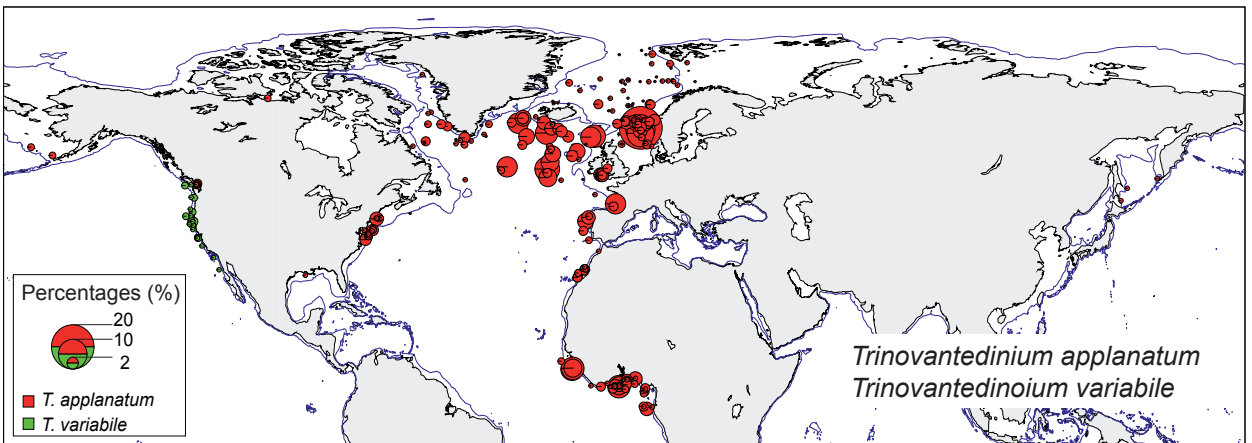 Percentages (%)
20
10
2
T. applanatum
T. variabile
Trinovantedinium applanatum
Trinovantedinoium variabile